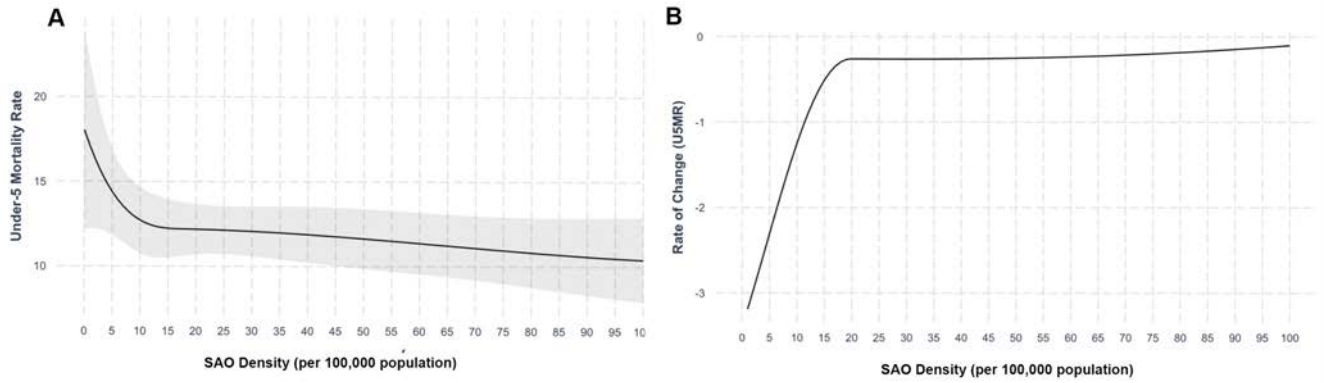 A
Under-5 Mortality Rate
20
15
10
0 5 10 15 20 25 30 35 40 45 50 55 60 65 70 75 80 85 90 95 10
SAO Density (per 100,000 population)
B
Rate of Change (U5MR)
0
-1
-2
-3
0 5 10 15 20 25 30 35 40 45 50 55 60 65 70 75 80 85 90 95 100
SAO Density (per 100,000 population)